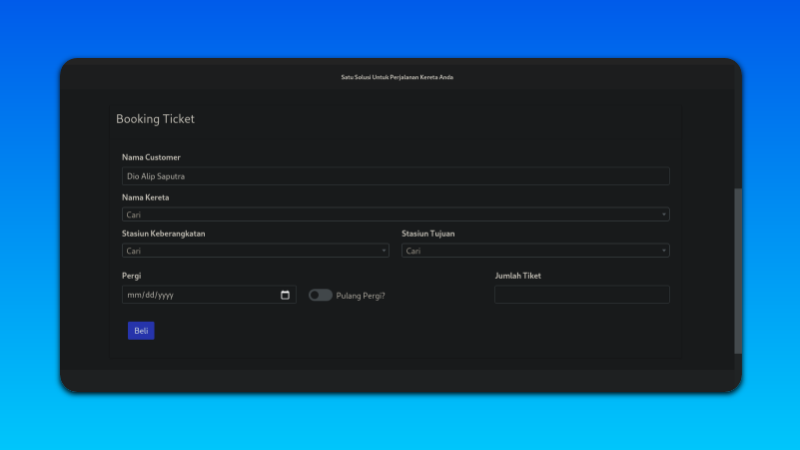 Satu Solusi Untuk Perjalanan Kereta Anda
Booking Ticket
Nama Customer
Dio Alip Saputra
Nama Kereta
Cari
Stasiun Keberangkatan
Stasiun Tujuan
Cari
Cari
Pergi
Jumlah Tiket
mm/dd/yyyy
Pulang Pergi?
Beli